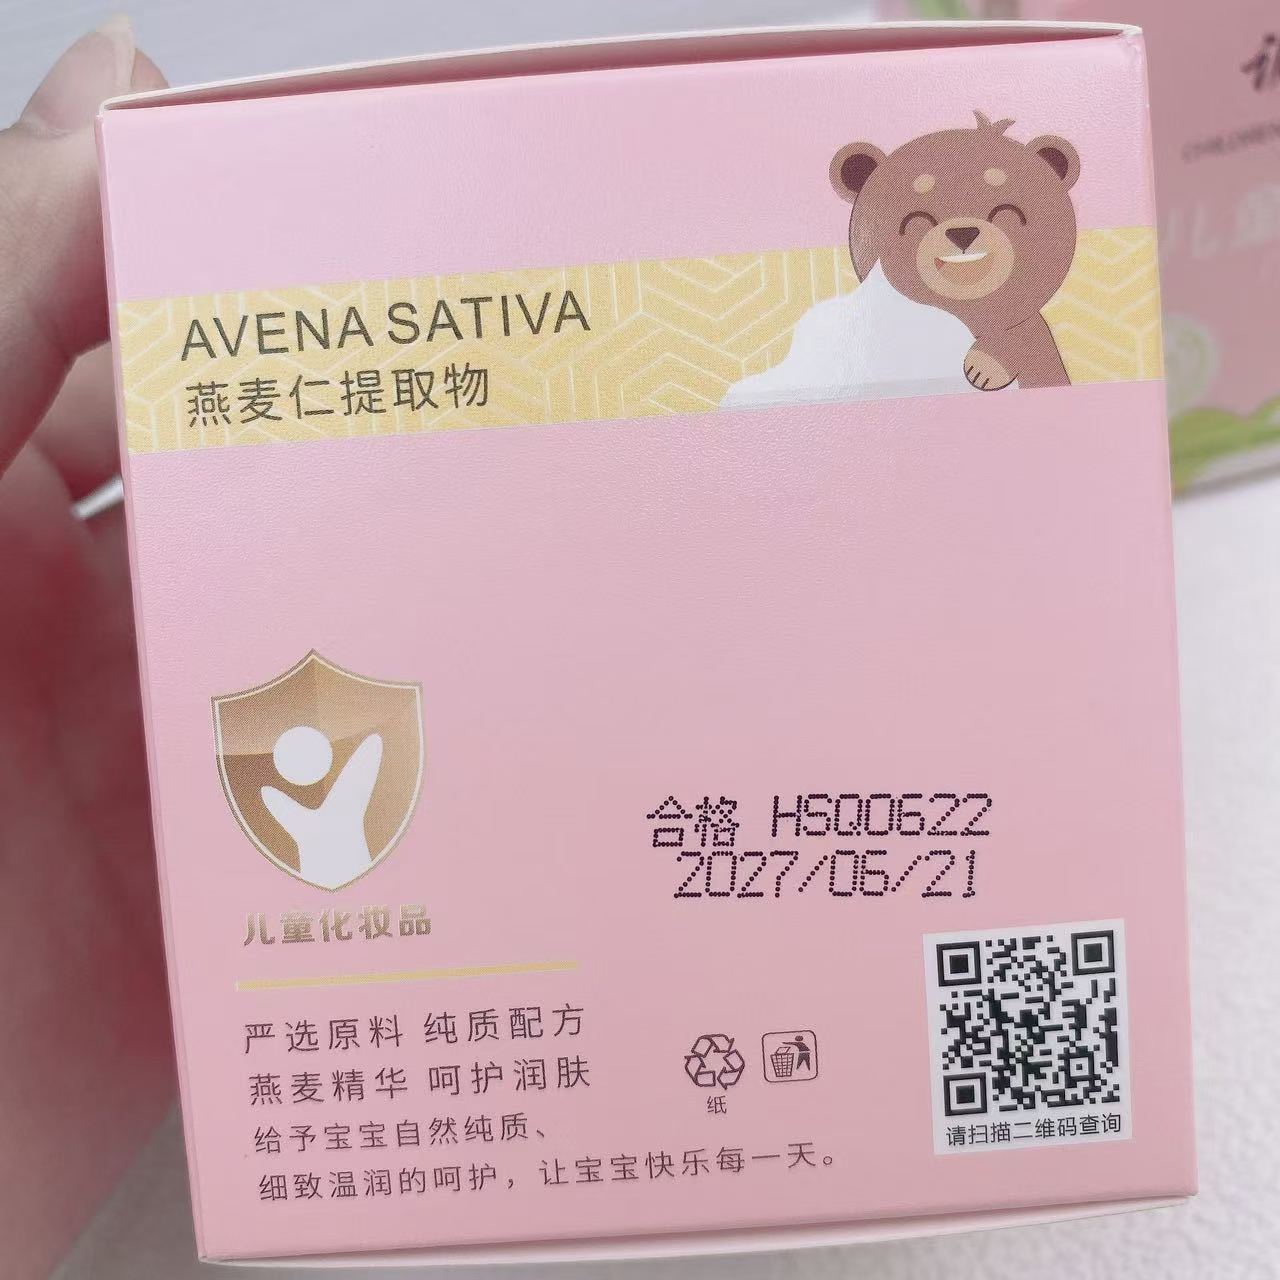 AVENA SATIVA
燕麦仁提取物
儿童化妆品
合格 HSQ0622
2027/05/21
严选原料 纯质配方
燕麦精华 呵护润肤
给予宝宝自然纯质、
细致温润的呵护，让宝宝快乐每一天。
纸
请扫描二维码查询